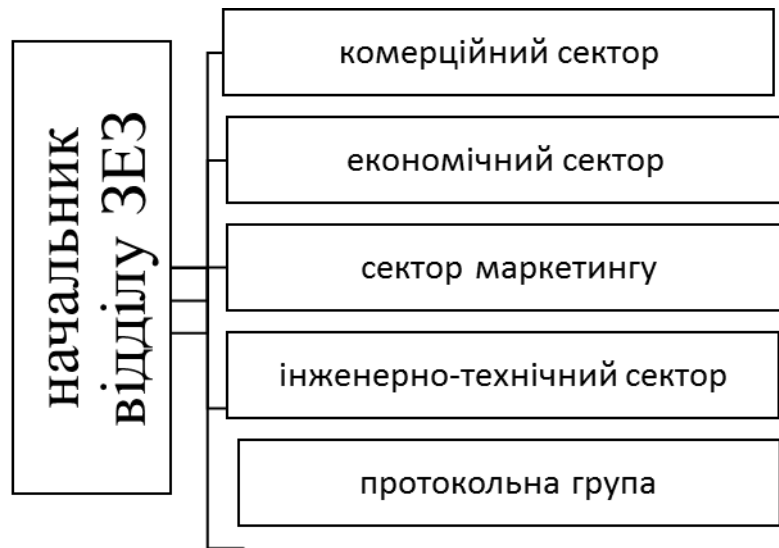 начальник
відділу ЗЕЗ
комерційний сектор
економічний сектор
сектор маркетингу
інженерно-технічний сектор
протокольна група